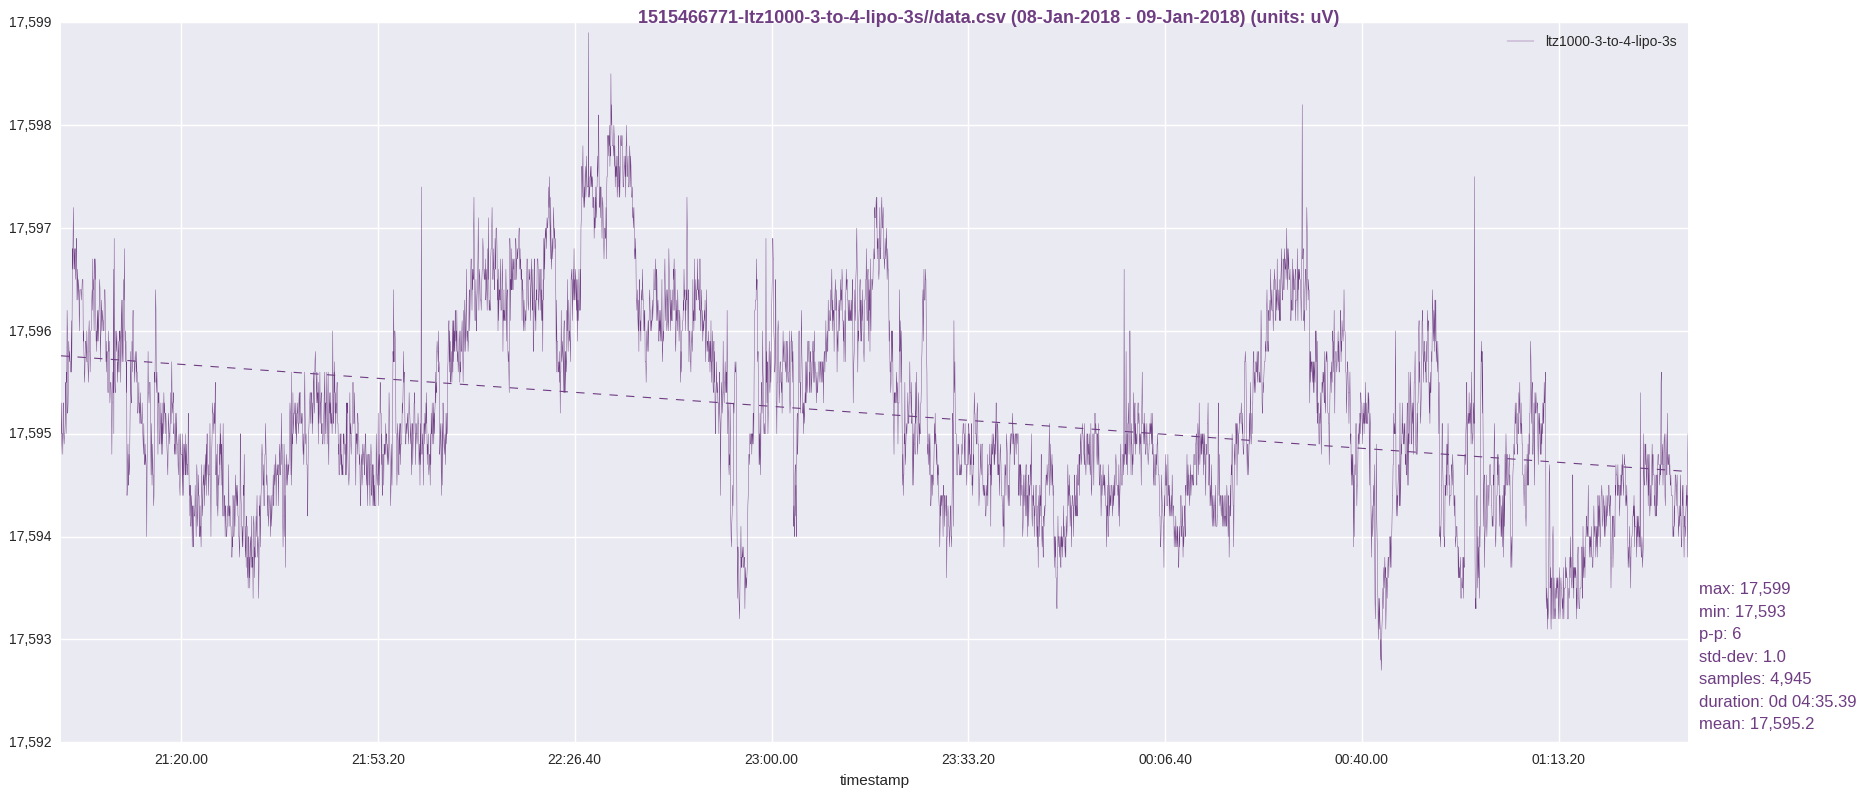 1515466771-ltz1000-3-to-4-lipo-3s//data.csv (08-Jan-2018 - 09-Jan-2018) (units: uV)
ltz1000-3-to-4-lipo-3s
17,599
17,598
17,597
17,596
17,595
17,594
17,593
17,592
max: 17,599
min: 17,593
p-p: 6
std-dev: 1.0
samples: 4,945
duration: 0d 04:35.39
mean: 17,595.2
21:20.00 21:53.20 22:26.40 23:00.00 23:33.20 00:06.40 00:40.00 01:13.20
timestamp